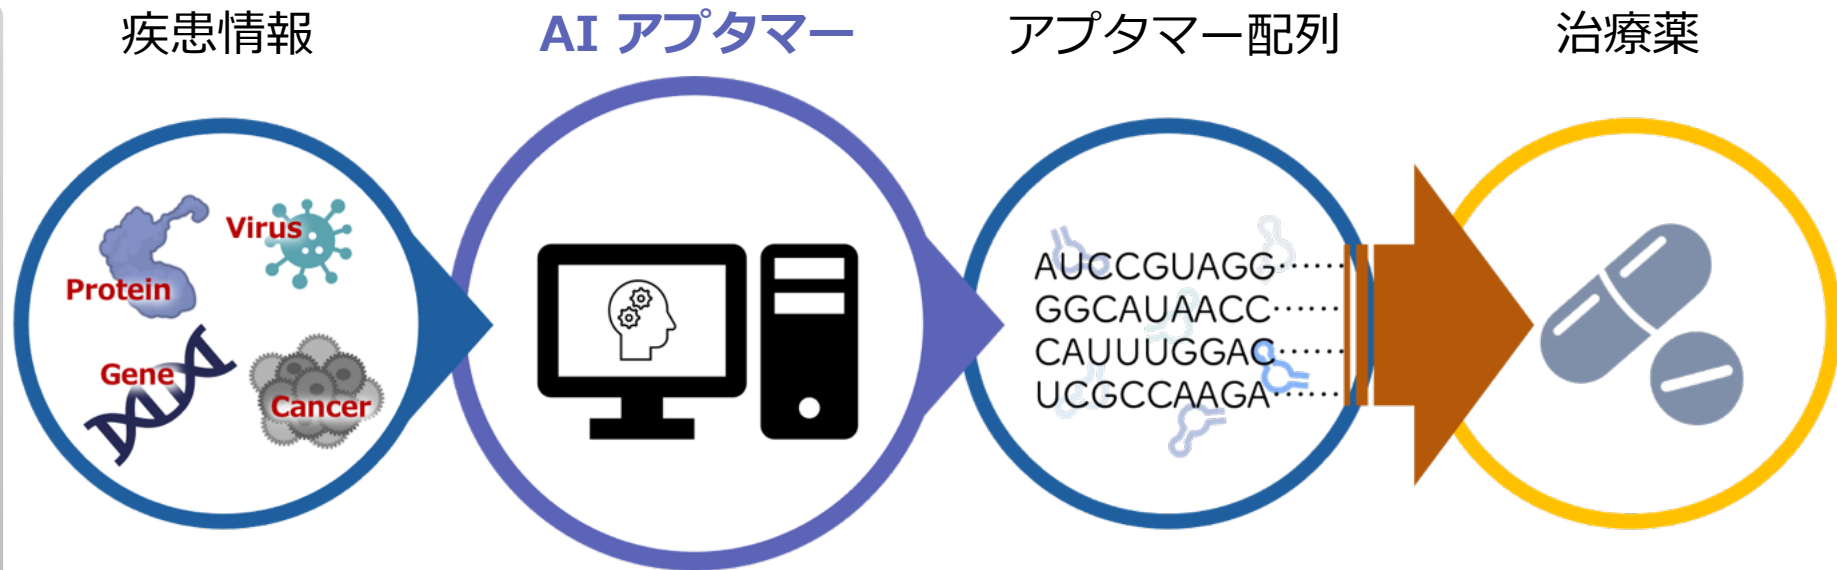 疾患情報
AI アプタマー
アプタマー配列
治療薬
Virus
Protein
Gene
Cancer
AUCCGUAGG······
GGCAUAACC······
CAUUUGGAC······
UCGCCAAGA······